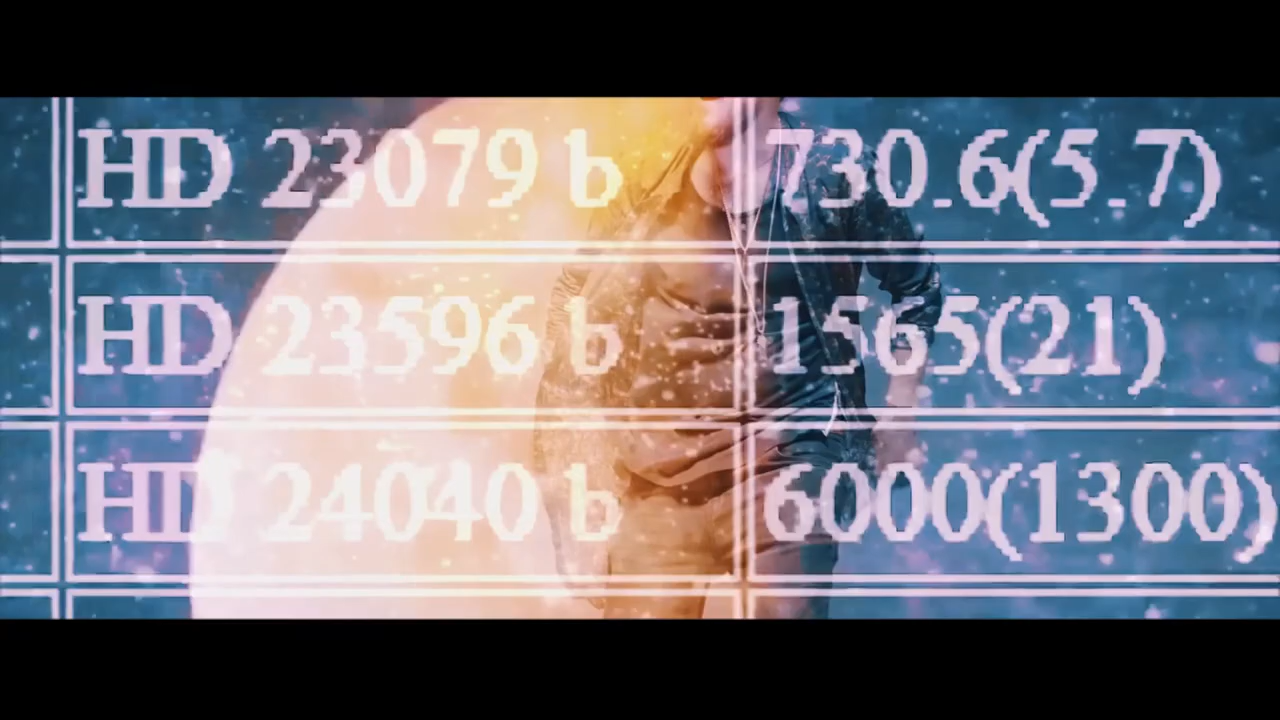 HD 23079 b 730.6(5.7)
HD 23596 b 1565(21)
HD 24040 b 6000(1300)